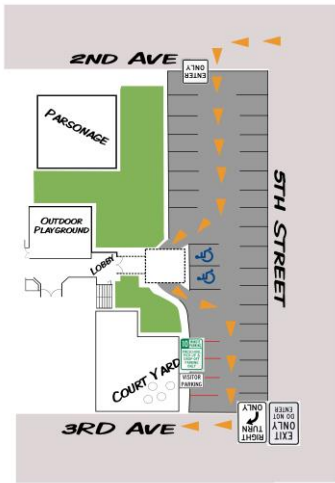 2ND AVE
ENTER
ONLY
PARSONAGE
5TH STREET
OUTDOOR
PLAYGROUND
LOBBY
COURT YARD
VISITOR
PARKING
3RD AVE
RIGHT
TURN
ONLY
EXIT
ONLY
DO NOT
ENTER